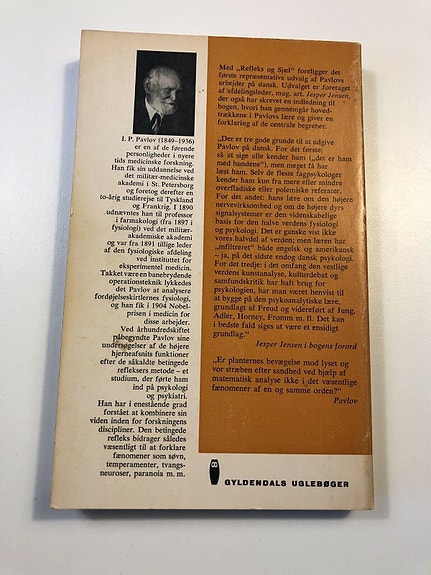 I. P. Pavlov (1849-1936)
er en af de førende
personligheder i nyere
tids medicinske forskning.
Han fik sin uddannelse ved
det militær-medicinske
akademi i St. Petersborg
og foretog derefter en
to-årig studierejse til Tyskland
og Frankrig. I 1890
udnævntes han til professor
i farmakologi (fra 1897 i
fysiologi) ved det militær-
akademiske akademi
og var fra 1891 tillige leder
af den fysiologiske afdeling
ved instituttet for
eksperimentel medicin.
Takket være en banebrydende
operationsteknik lykkedes
det Pavlov at analysere
fordøjelseskirtlernes fysiologi,
og han fik i 1904 Nobel-
prisen i medicin for
disse arbejder.
Ved århundredskiftet
påbegyndte Pavlov sine
undersøgelser af de højere
hjerneafsnits funktioner
efter de såkaldte betingede
refleksers metode – et
studium, der førte ham
ind på psykologi
og psykiatri.
Han har i enestående grad
forstået at kombinere sin
viden inden for forskningens
discipliner. Den betingede
refleks bidrager således
væsentligt til at forklare
fænomener som søvn,
temperamenter, tvangs-
neuroser, paranoia m. m.
Med „Refleks og Sjæl” foreligger det
første repræsentative udvalg af Pavlovs
arbejder på dansk. Udvalget er foretaget
af afdelingsleder, mag. art. Jesper Jensen,
der også har skrevet en indledning til
bogen, hvori han gennemgår hoved-
trækkene i Pavlovs lære og giver en
forklaring af de centrale begreber.
„Der er tre gode grunde til at udgive
Pavlov på dansk. For det første:
så at sige alle kender ham („det er ham
med hundene”), men meget få har
læst ham. Selv de fleste fagpsykologer
kender ham kun fra mere eller mindre
overfladiske eller polemiske referater.
For det andet: hans lære om den højere
nervevirksomhed og om de højere dyrs
signalsystemer er den videnskabelige
basis for den halve verdens fysiologi
og psykologi. Det er ganske vist ikke
vores halvdel af verden; men læren har
„infiltreret” både engelsk og amerikansk
– ja, på det sidste endog dansk psykologi.
For det tredje: i det omfang den vestlige
verdens kunstanalyse, kulturdebat og
samfundskritik har haft brug for
psykologien, har man været henvist til
at bygge på den psykoanalytiske lære,
grundlagt af Freud og videreført af Jung,
Adler, Horney, Fromm m. fl. Det kan
i bedste fald siges at være et ensidigt
grundlag.”
Jesper Jensen i bogens forord
„Er planternes bevægelse mod lyset og
vor stræben efter sandhed ved hjælp af
matematisk analyse ikke i det væsentlige
fænomener af en og samme orden?”
Pavlov
GYLDENDALS UGLEBØGER